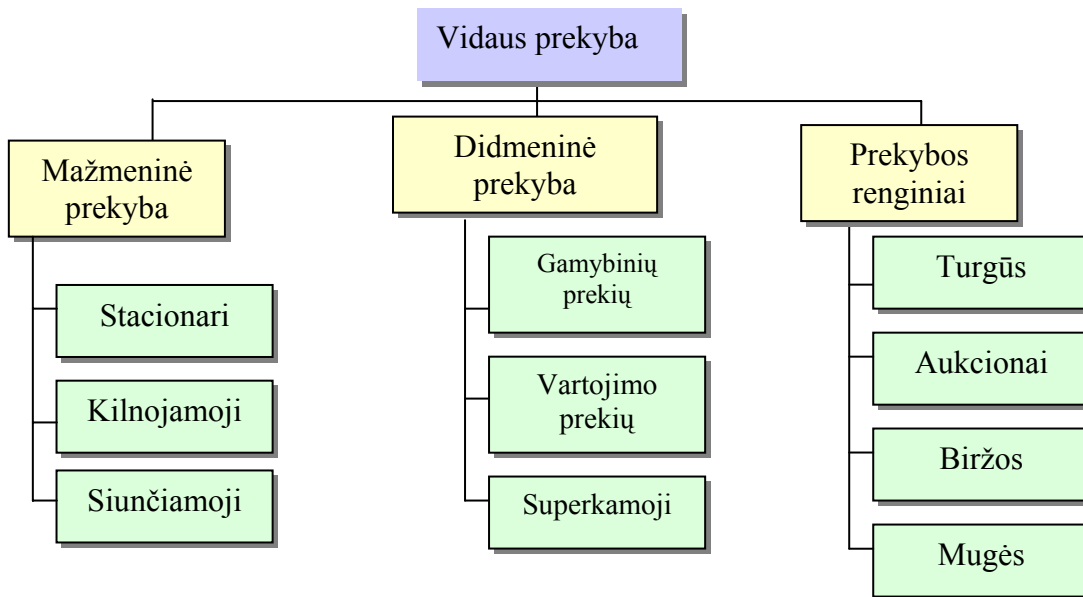 Vidaus prekyba
Mažmeninė
prekyba
Stacionari
Kilnojamoji
Siunčiamoji
Didmeninė
prekyba
Gamybinių
prekių
Vartojimo
prekių
Superkamoji
Prekybos
renginiai
Turgūs
Aukcionai
Biržos
Mugės